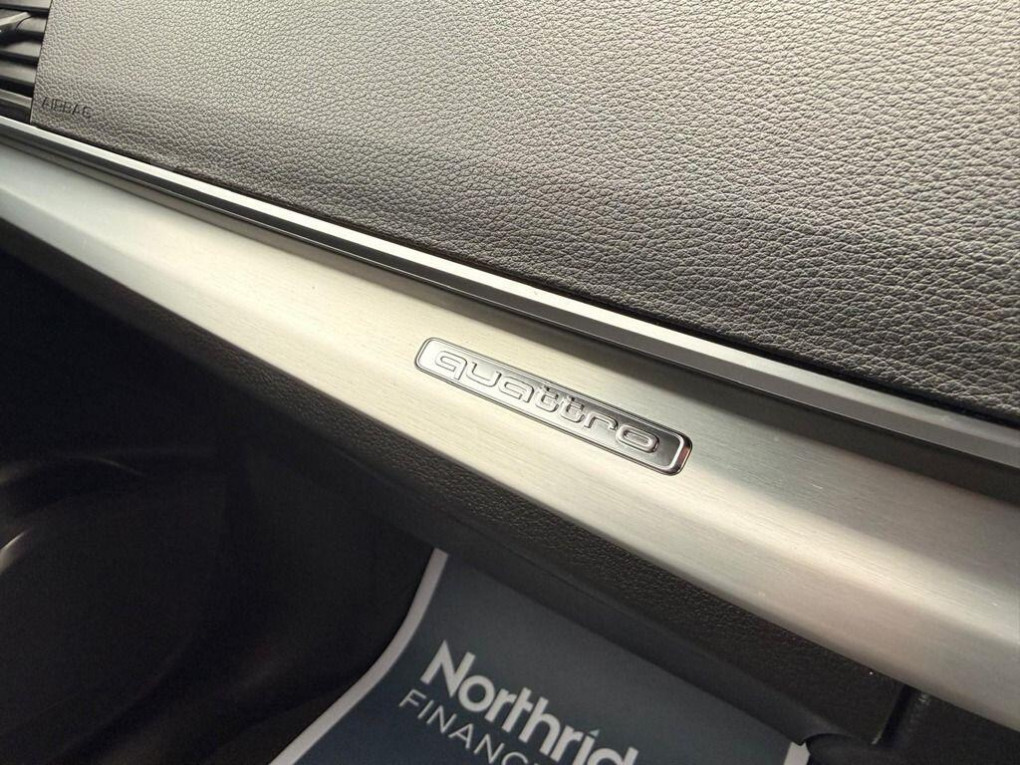 AIRBAG
quattro
Northrid
FINANC